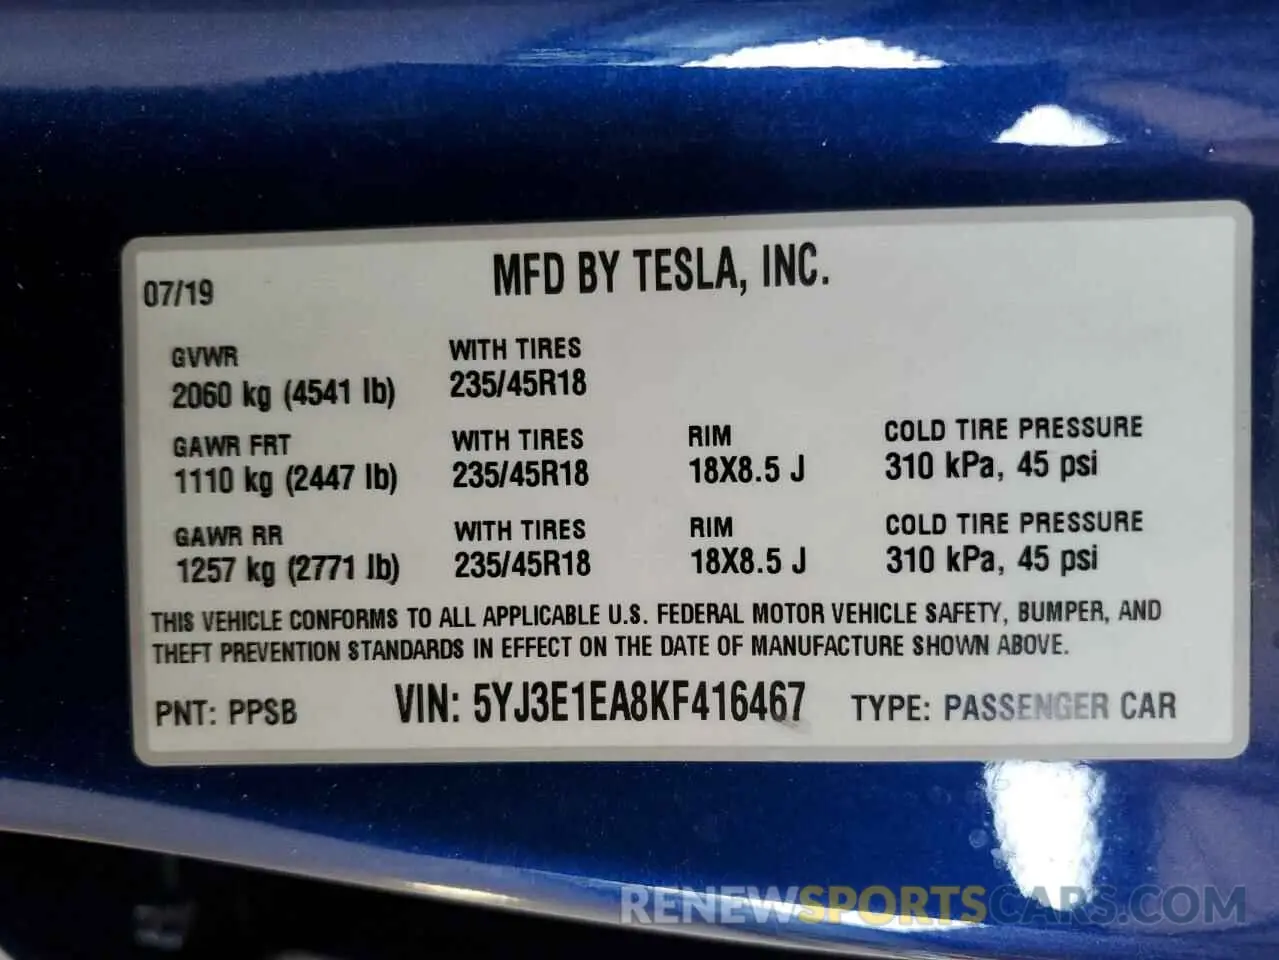 MFD BY TESLA, INC.
07/19
GVWR WITH TIRES
2060 kg (4541 lb) 235/45R18
GAWR FRT WITH TIRES RIM COLD TIRE PRESSURE
1110 kg (2447 lb) 235/45R18 18X8.5 J 310 kPa, 45 psi
GAWR RR WITH TIRES RIM COLD TIRE PRESSURE
1257 kg (2771 lb) 235/45R18 18X8.5 J 310 kPa, 45 psi
THIS VEHICLE CONFORMS TO ALL APPLICABLE U.S. FEDERAL MOTOR VEHICLE SAFETY, BUMPER, AND
THEFT PREVENTION STANDARDS IN EFFECT ON THE DATE OF MANUFACTURE SHOWN ABOVE.
PNT: PPSB VIN: 5YJ3E1EA8KF416467 TYPE: PASSENGER CAR
RENEWSPORTSCARS.COM